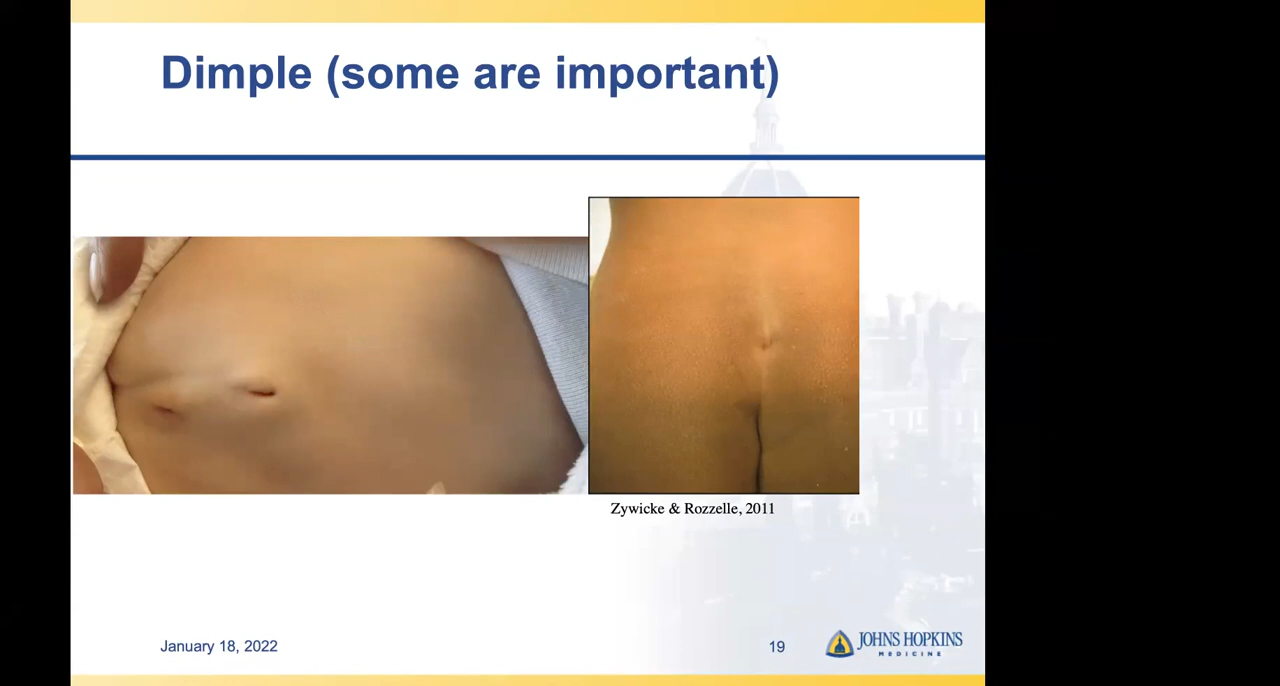 Dimple (some are important)
Zywicke & Rozzelle, 2011
January 18, 2022
19
JOHNS HOPKINS
MEDICINE